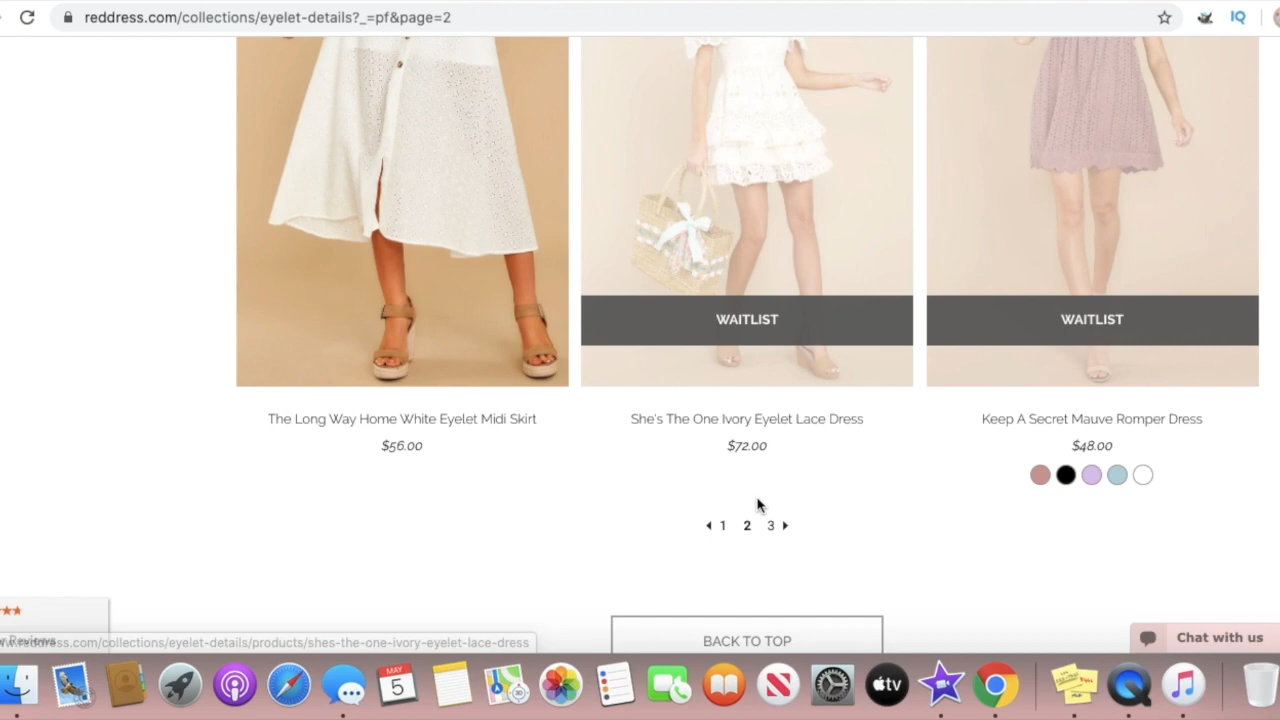 reddress.com/collections/eyelet-details?_=pf&page=2
IQ
WAITLIST
WAITLIST
The Long Way Home White Eyelet Midi Skirt
She's The One Ivory Eyelet Lace Dress
Keep A Secret Mauve Romper Dress
$56.00
$72.00
$48.00
1 2 3
Reviews
reddress.com/collections/eyelet-details/products/shes-the-one-ivory-eyelet-lace-dress
BACK TO TOP
Chat with us
MAY
5
tv